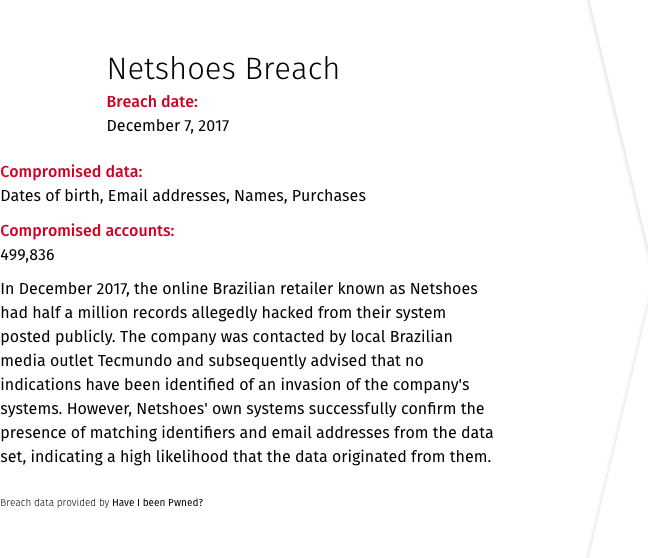 Netshoes Breach
Breach date:
December 7, 2017
Compromised data:
Dates of birth, Email addresses, Names, Purchases
Compromised accounts:
499,836
In December 2017, the online Brazilian retailer known as Netshoes
had half a million records allegedly hacked from their system
posted publicly. The company was contacted by local Brazilian
media outlet Tecmundo and subsequently advised that no
indications have been identified of an invasion of the company's
systems. However, Netshoes' own systems successfully confirm the
presence of matching identifiers and email addresses from the data
set, indicating a high likelihood that the data originated from them.
Breach data provided by Have I been Pwned?